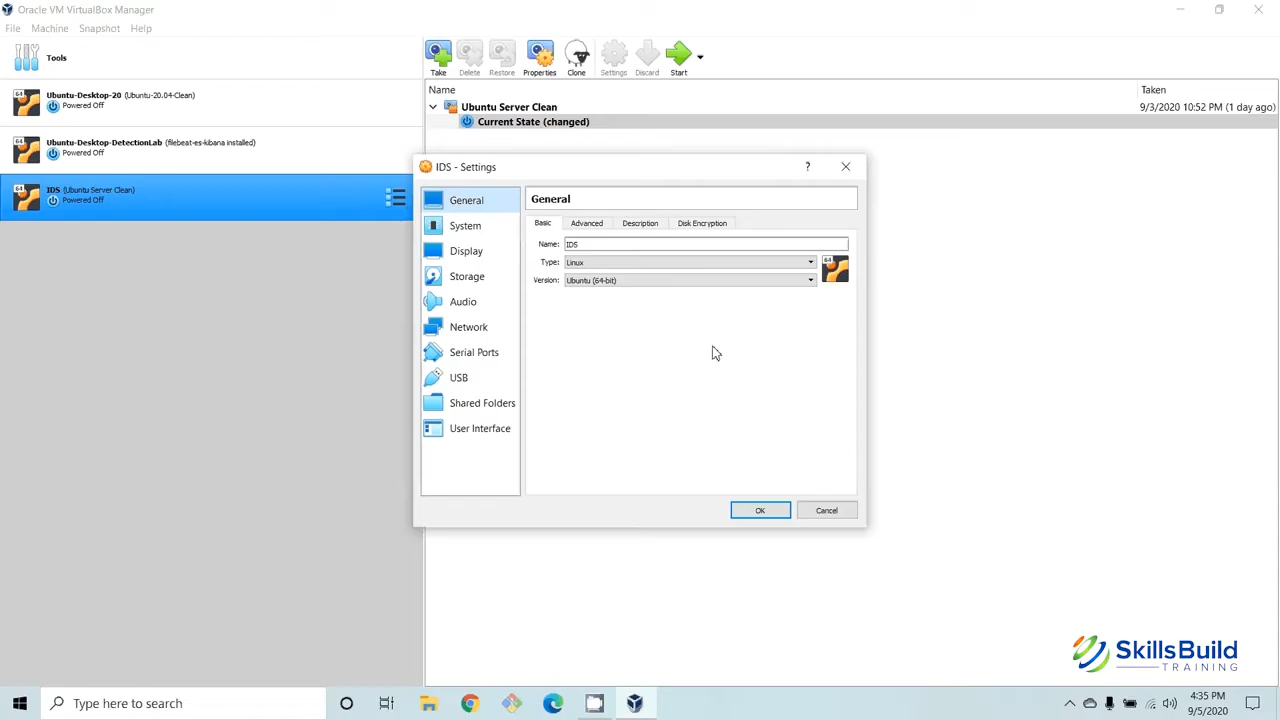 Oracle VM VirtualBox Manager
File Machine Snapshot Help
Tools
Ubuntu-Desktop-20 (Ubuntu-20.04-Clean)
Powered Off
Ubuntu-Desktop-DetectionLab (filebeat-es-kibana installed)
Powered Off
IDS (Ubuntu Server Clean)
Powered Off
Take Delete Restore Properties Clone Settings Discard Start
Name Taken
Ubuntu Server Clean 9/3/2020 10:52 PM (1 day ago)
Current State (changed)
IDS - Settings ?
General
System
Display
Storage
Audio
Network
Serial Ports
USB
Shared Folders
User Interface
General
Basic Advanced Description Disk Encryption
Name: IDS
Type: Linux
Version: Ubuntu (64-bit)
64
64
64
64
OK Cancel
SkillsBuild
TRAINING
Type here to search
4:35 PM
9/5/2020